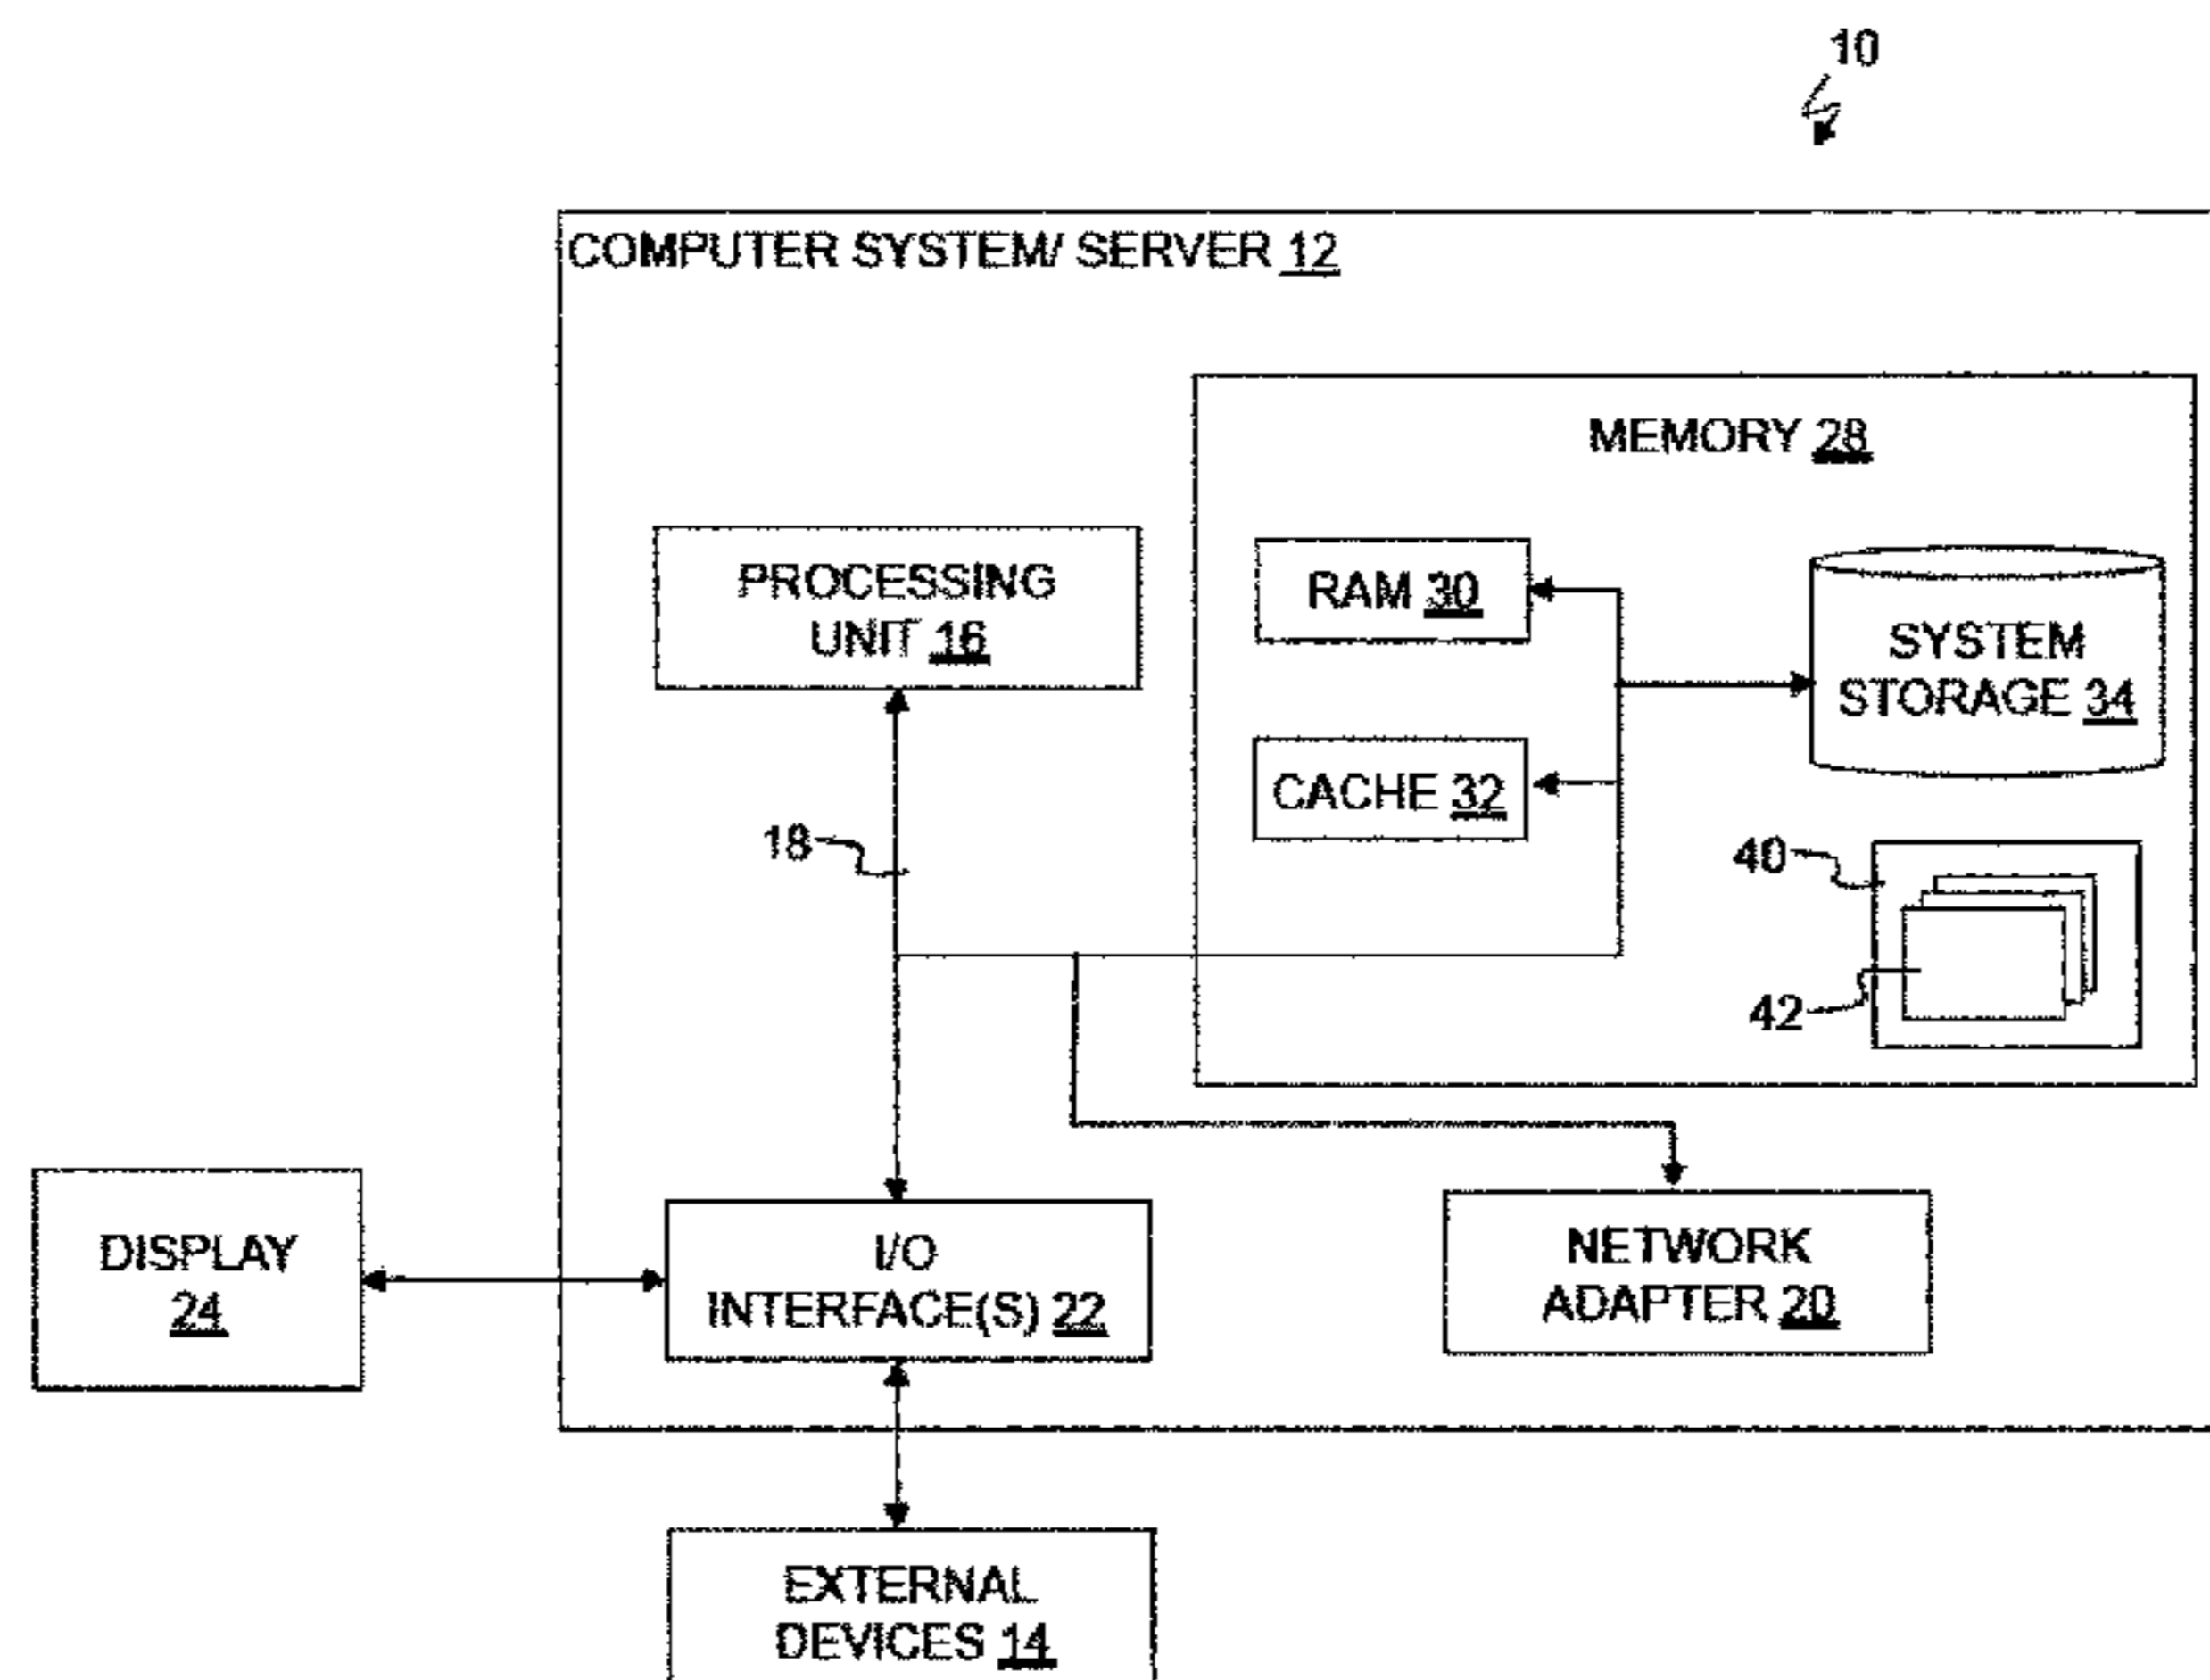 10
COMPUTER SYSTEM/ SERVER 12
MEMORY 28
PROCESSING
UNIT 16
RAM 30
SYSTEM
STORAGE 34
CACHE 32
18
40
42
DISPLAY
24
I/O
INTERFACE(S) 22
NETWORK
ADAPTER 20
EXTERNAL
DEVICES 14